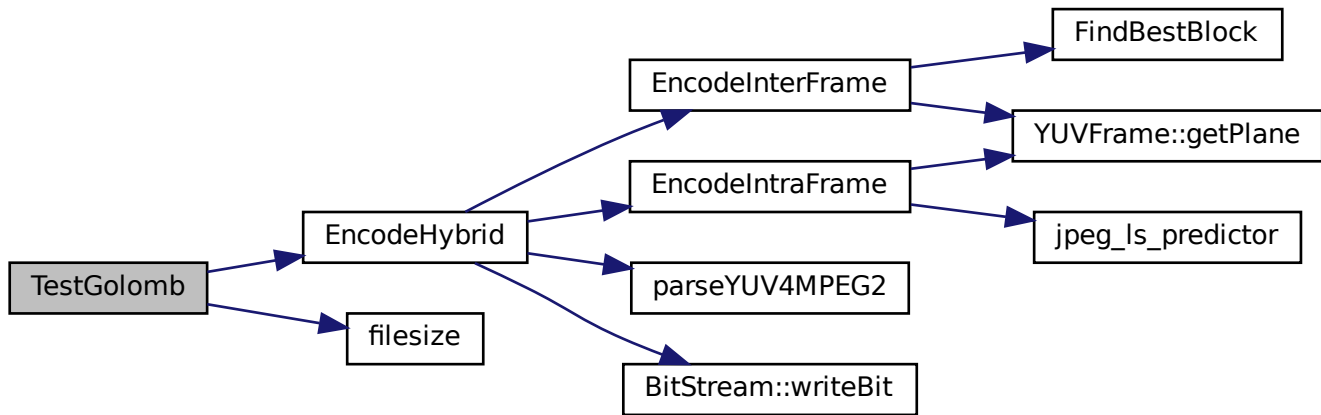 TestGolomb
EncodeHybrid
filesize
EncodeInterFrame
EncodeIntraFrame
parseYUV4MPEG2
BitStream::writeBit
FindBestBlock
YUVFrame::getPlane
jpeg_ls_predictor